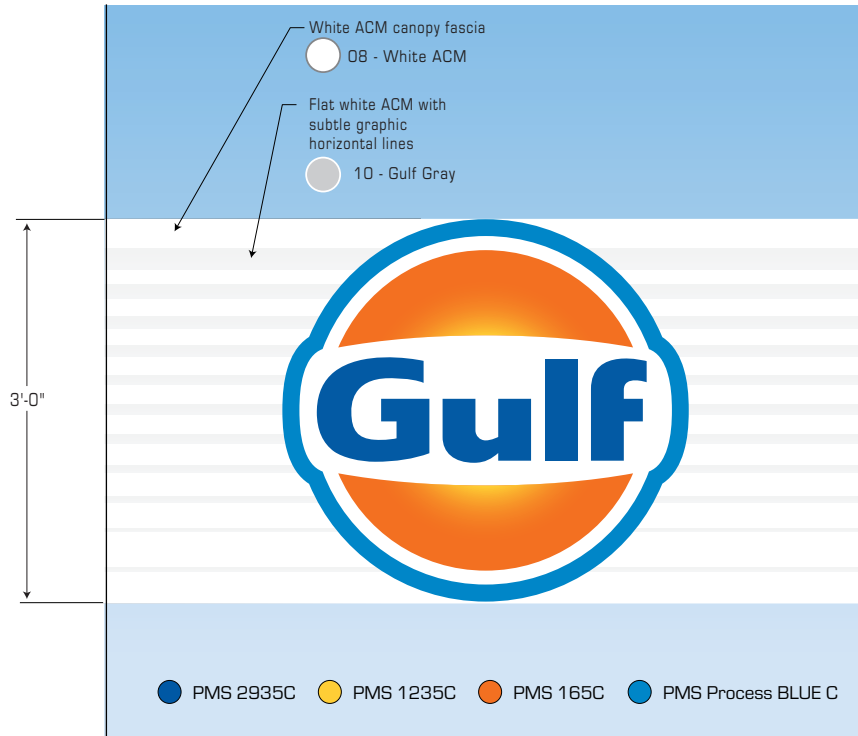 White ACM canopy fascia
08 - White ACM
Flat white ACM with
subtle graphic
horizontal lines
10 - Gulf Gray
3'-0"
Gulf
PMS 2935C
PMS 1235C
PMS 165C
PMS Process BLUE C